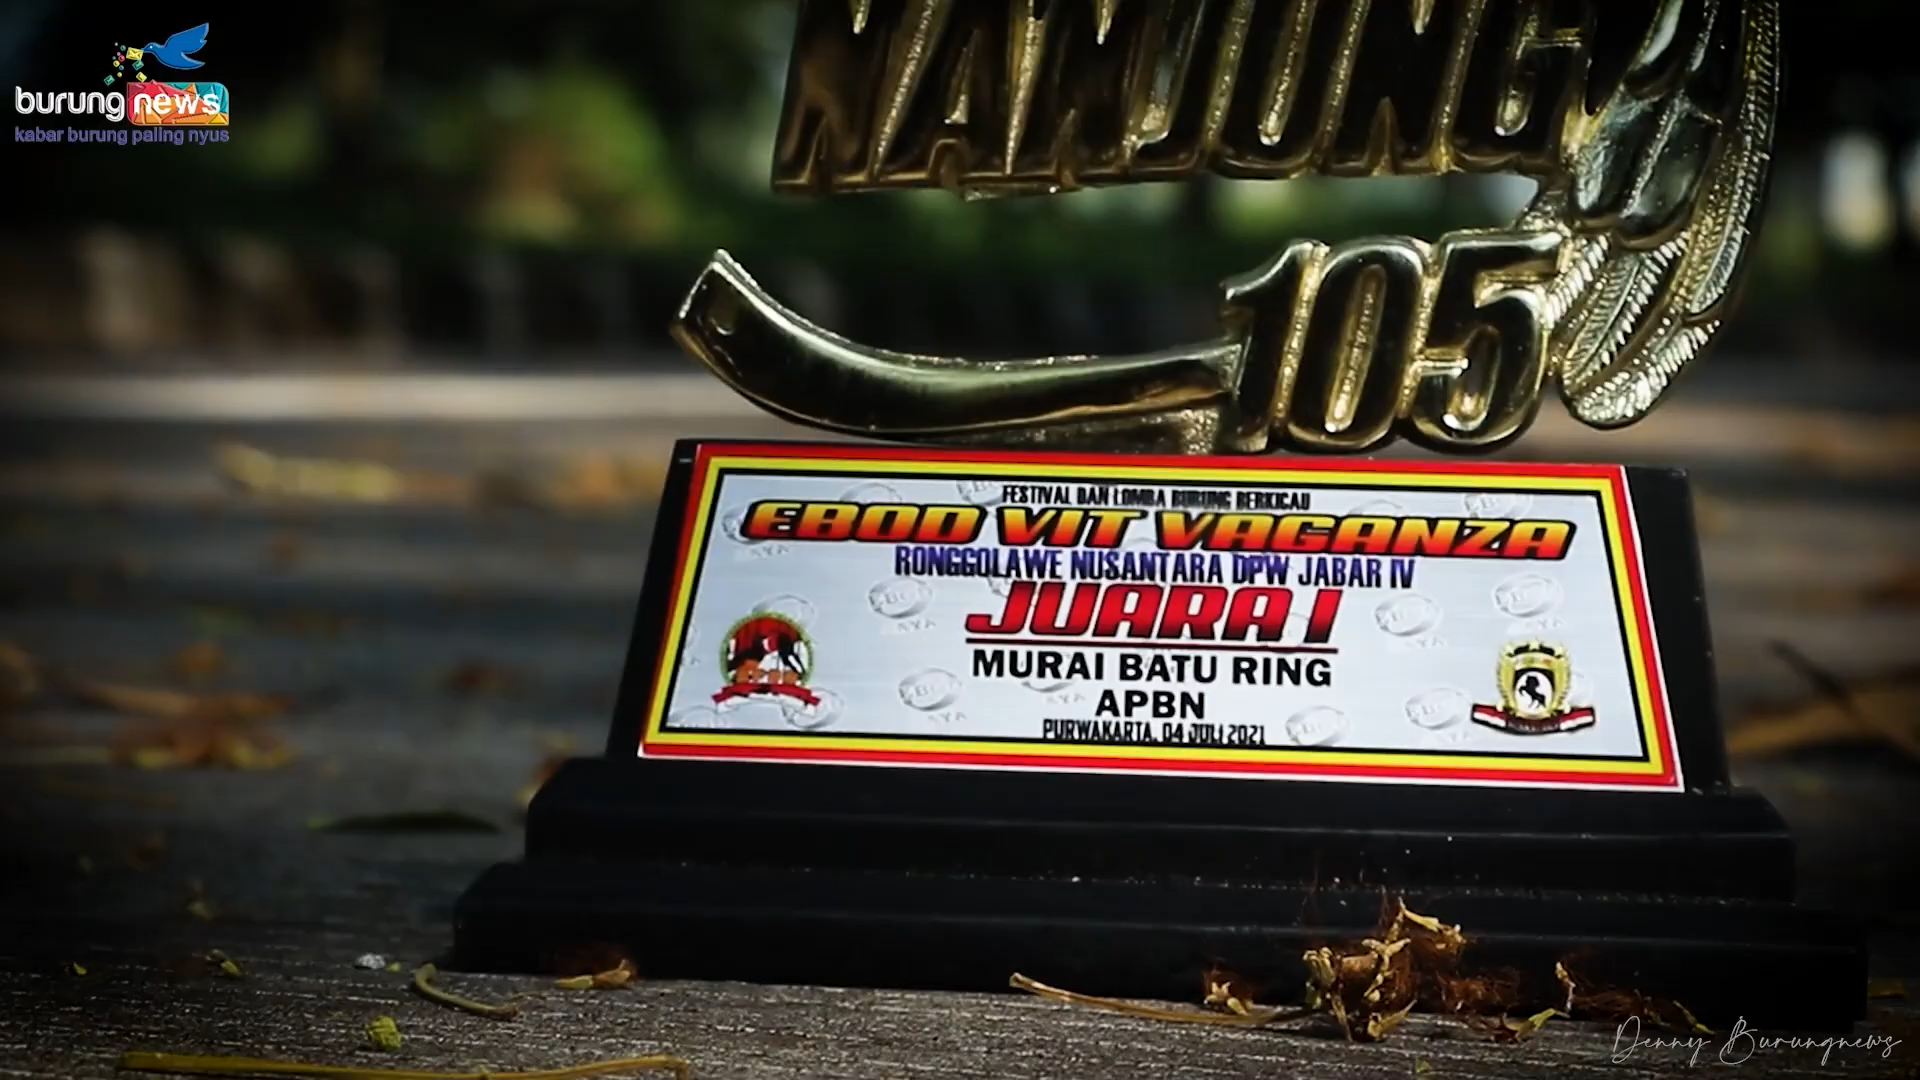 burung news
kabar burung paling nyus
NAMJUNG
105
FESTIVAL DAN LOMBA BURUNG BERKICAU
EBOD VIT VAGANZA
RONGGOLAWE NUSANTARA DPW JABAR IV
JUARA I
MURAI BATU RING
APBN
PURWAKARTA, 04 JULI 2021
Denny Burungnews